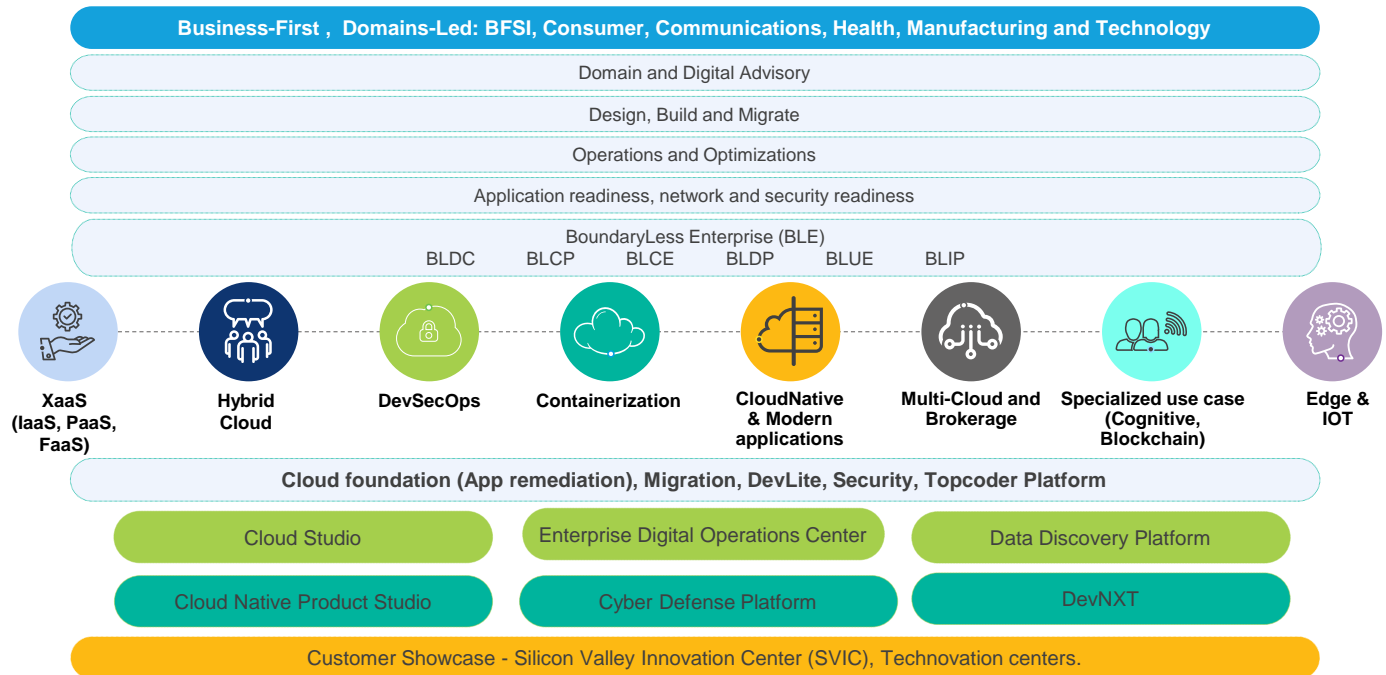 Business-First , Domains-Led: BFSI, Consumer, Communications, Health, Manufacturing and Technology
Domain and Digital Advisory
Design, Build and Migrate
Operations and Optimizations
Application readiness, network and security readiness
BoundaryLess Enterprise (BLE)
BLDC BLCP BLCE BLDP BLUE BLIP
XaaS
(IaaS, PaaS,
FaaS)
Hybrid
Cloud
DevSecOps
Containerization
CloudNative
& Modern
applications
Multi-Cloud and
Brokerage
Specialized use case
(Cognitive,
Blockchain)
Edge &
IOT
Cloud foundation (App remediation), Migration, DevLite, Security, Topcoder Platform
Cloud Studio
Enterprise Digital Operations Center
Data Discovery Platform
Cloud Native Product Studio
Cyber Defense Platform
DevNXT
Customer Showcase - Silicon Valley Innovation Center (SVIC), Technovation centers.